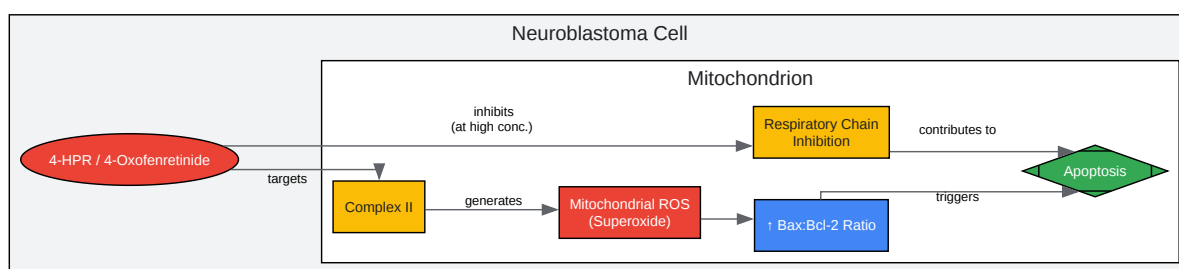 Neuroblastoma Cell
Mitochondrion
inhibits
(at high conc.)
Respiratory Chain
Inhibition
contributes to
4-HPR / 4-Oxofenretinide
targets
Apoptosis
Complex II
generates
Mitochondrial ROS
(Superoxide)
↑ Bax:Bcl-2 Ratio
triggers